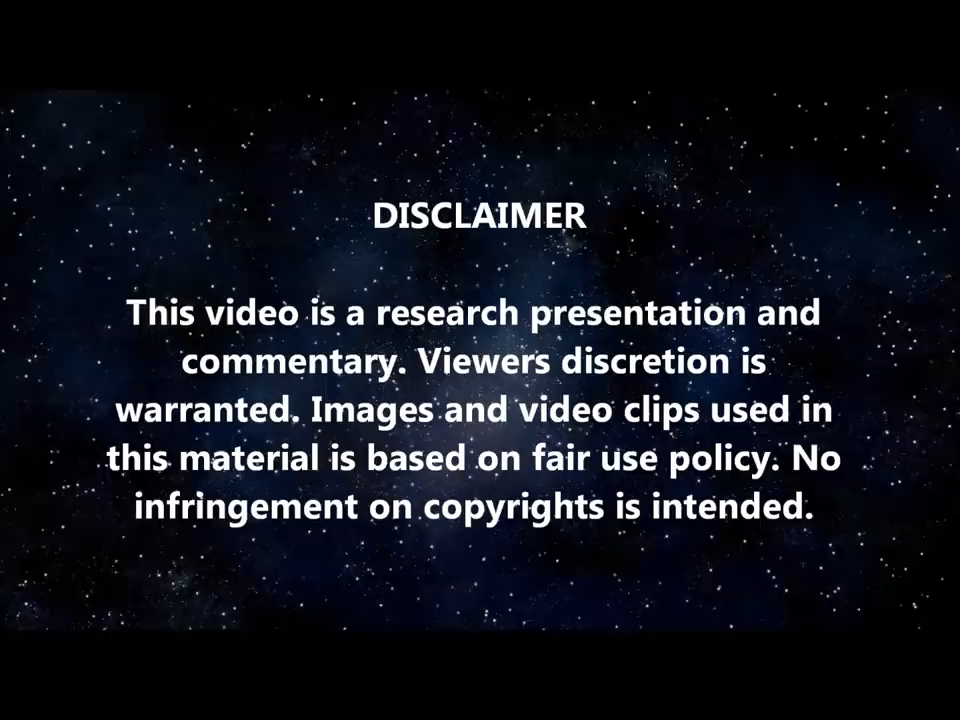 DISCLAIMER
This video is a research presentation and
commentary. Viewers discretion is
warranted. Images and video clips used in
this material is based on fair use policy. No
infringement on copyrights is intended.